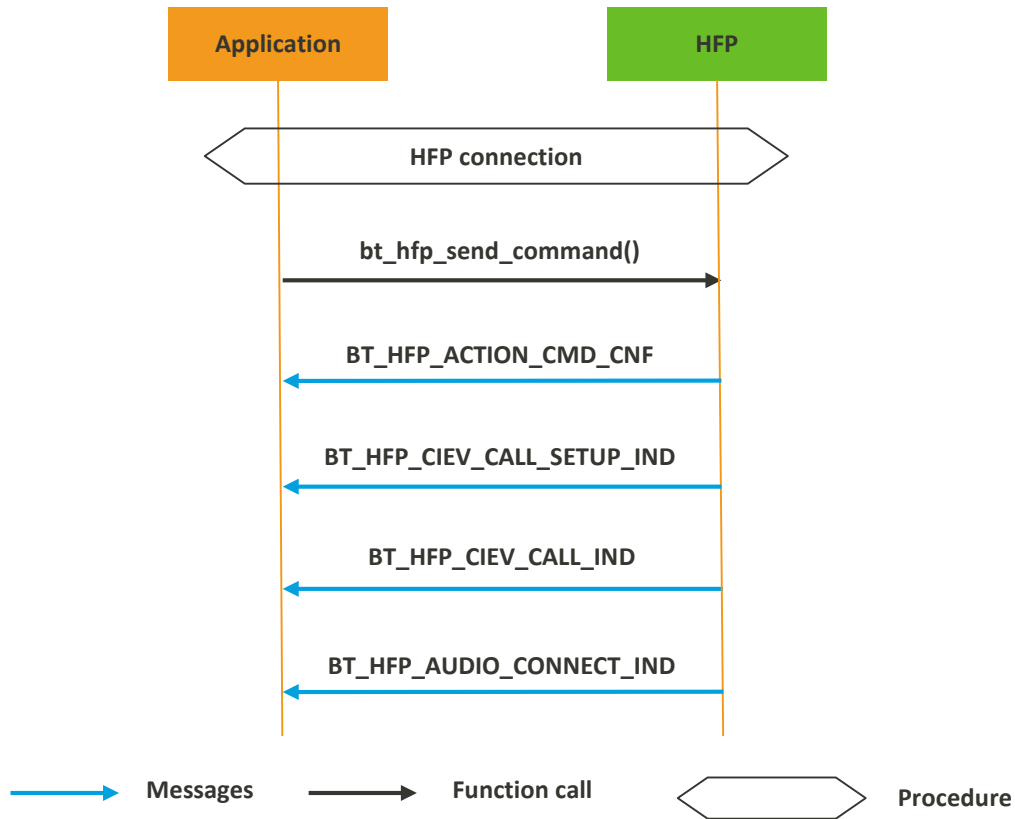 Application
HFP
HFP connection
bt_hfp_send_command()
BT_HFP_ACTION_CMD_CNF
BT_HFP_CIEV_CALL_SETUP_IND
BT_HFP_CIEV_CALL_IND
BT_HFP_AUDIO_CONNECT_IND
Messages
Function call
Procedure